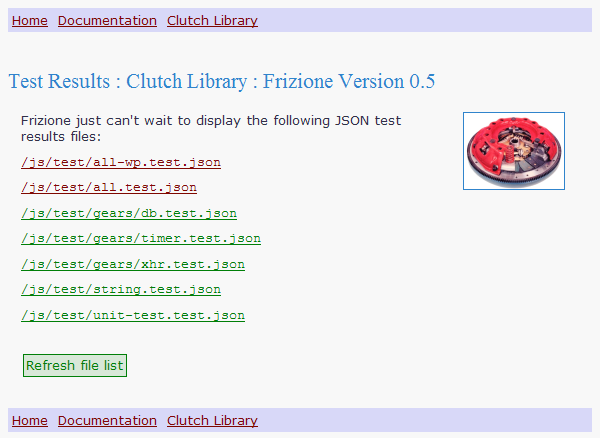 Home Documentation Clutch Library
Test Results : Clutch Library : Frizione Version 0.5
Frizione just can't wait to display the following JSON test
results files:
/js/test/all-wp.test.json
/js/test/all.test.json
/js/test/gears/db.test.json
/js/test/gears/timer.test.json
/js/test/gears/xhr.test.json
/js/test/string.test.json
/js/test/unit-test.test.json
Refresh file list
Home Documentation Clutch Library